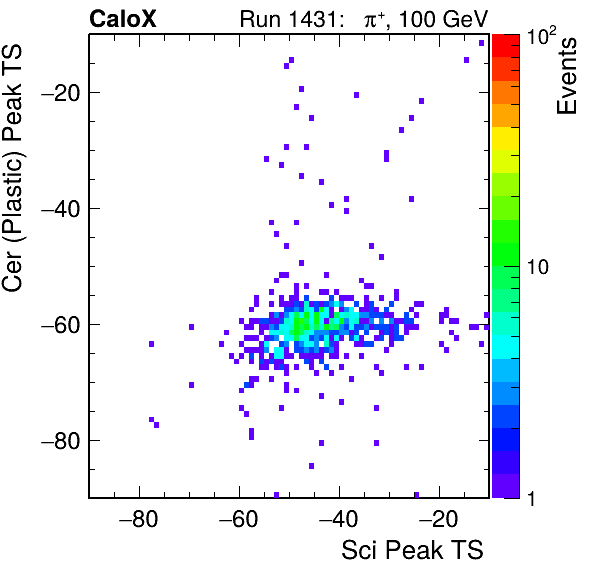 CaloX Run 1431: π⁺, 100 GeV
Cer (Plastic) Peak TS
−20
−40
−60
−80
−80 −60 −40 −20
Sci Peak TS
10²
10
1
Events